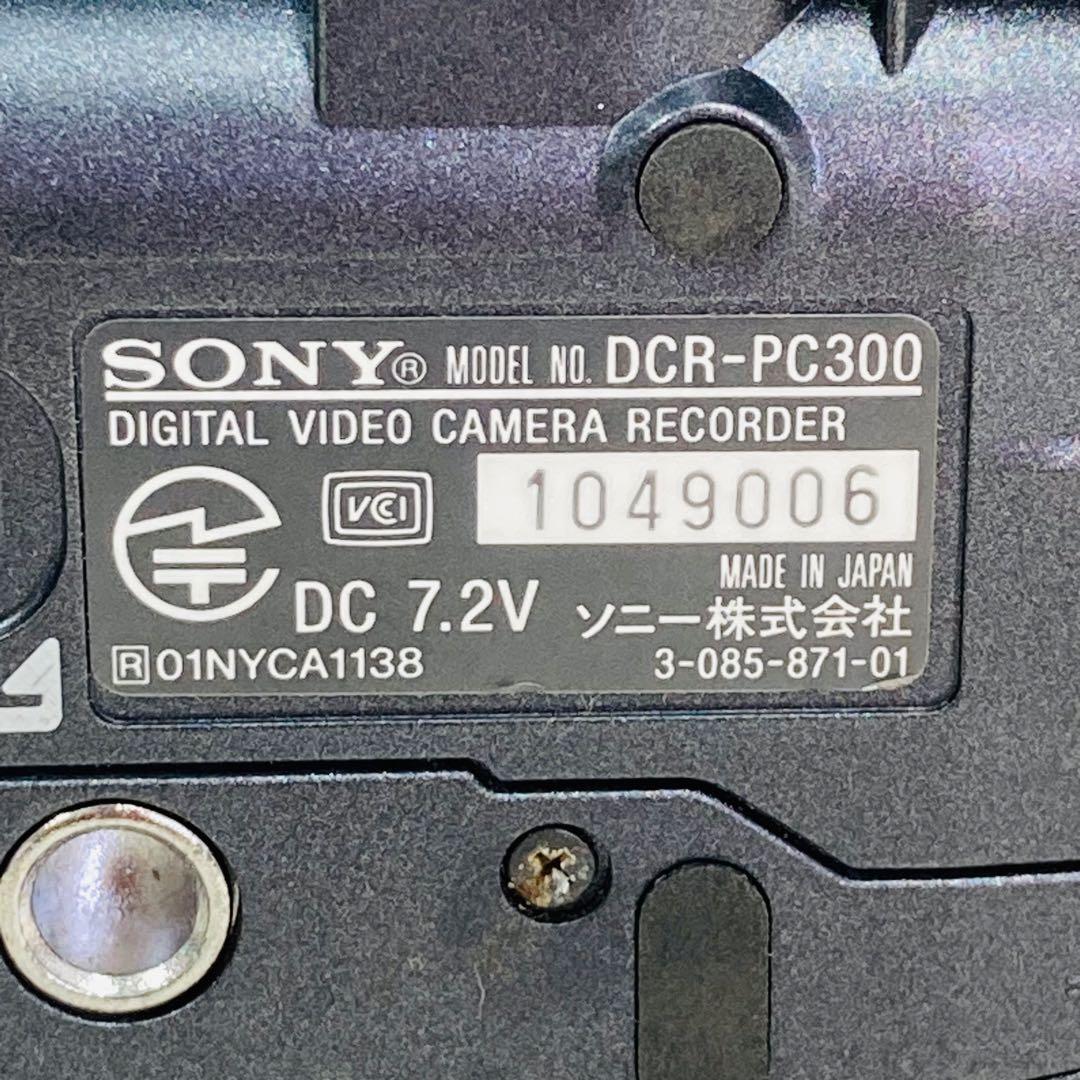 SONY® MODEL NO. DCR-PC300
DIGITAL VIDEO CAMERA RECORDER
VCI 1049006
MADE IN JAPAN
DC 7.2V ソニー株式会社
R 01NYCA1138 3-085-871-01